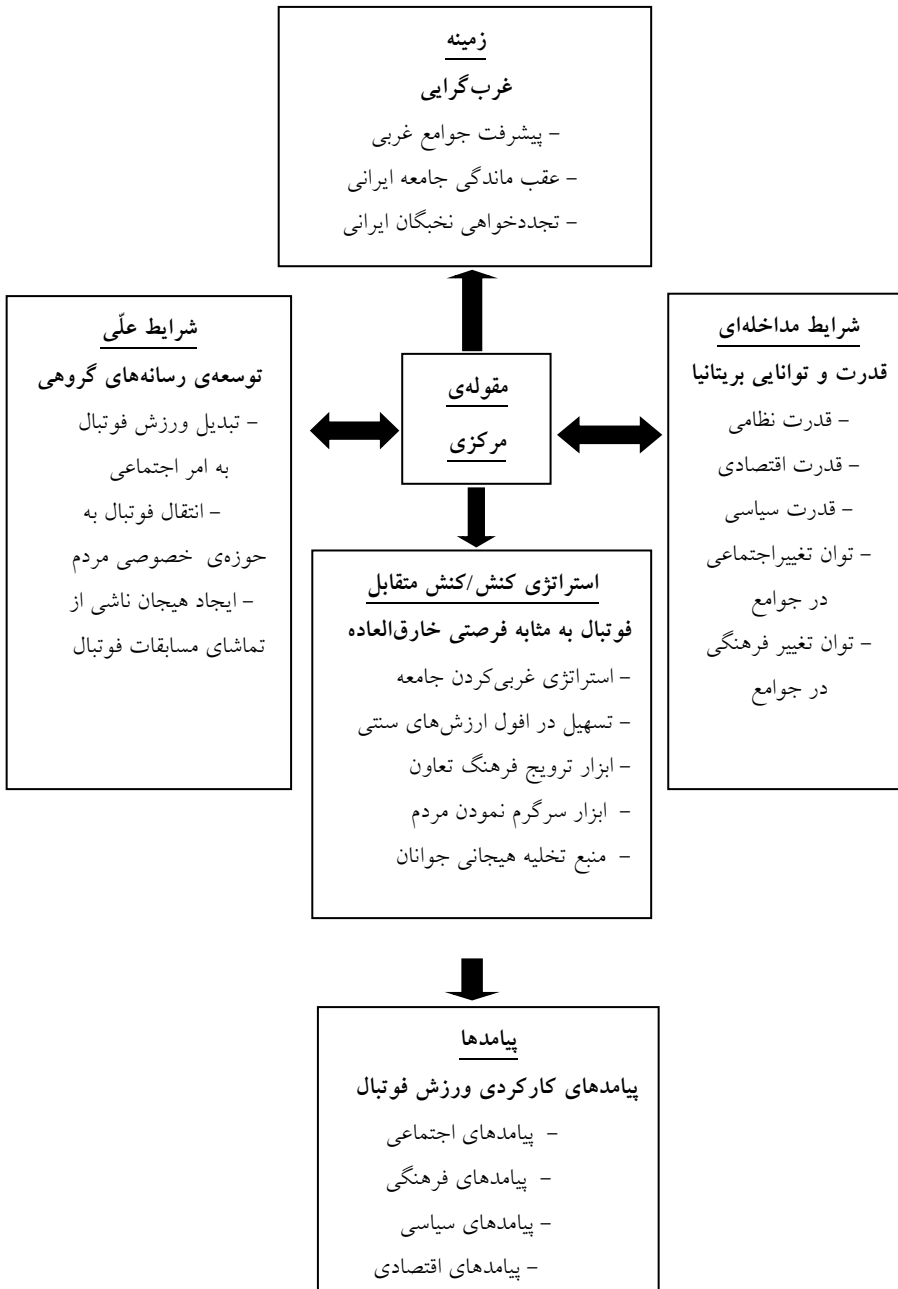 زمینه
غرب‌گرایی
- پیشرفت جوامع غربی
- عقب ماندگی جامعه ایرانی
- تجددخواهی نخبگان ایرانی
شرایط مداخله‌ای
قدرت و توانایی بریتانیا
- قدرت نظامی
- قدرت اقتصادی
- قدرت سیاسی
- توان تغییراجتماعی
در جوامع
- توان تغییر فرهنگی
در جوامع
مقوله‌ی
مرکزی
شرایط علّی
توسعه‌ی رسانه‌های گروهی
- تبدیل ورزش فوتبال
به امر اجتماعی
- انتقال فوتبال به
حوزه‌ی خصوصی مردم
- ایجاد هیجان ناشی از
تماشای مسابقات فوتبال
استراتژی کنش/کنش متقابل
فوتبال به مثابه فرصتی خارق‌العاده
- استراتژی غربی‌کردن جامعه
- تسهیل در افول ارزش‌های سنتی
- ابزار ترویج فرهنگ تعاون
- ابزار سرگرم نمودن مردم
- منبع تخلیه هیجانی جوانان
پیامدها
پیامدهای کارکردی ورزش فوتبال
- پیامدهای اجتماعی
- پیامدهای فرهنگی
- پیامدهای سیاسی
- پیامدهای اقتصادی